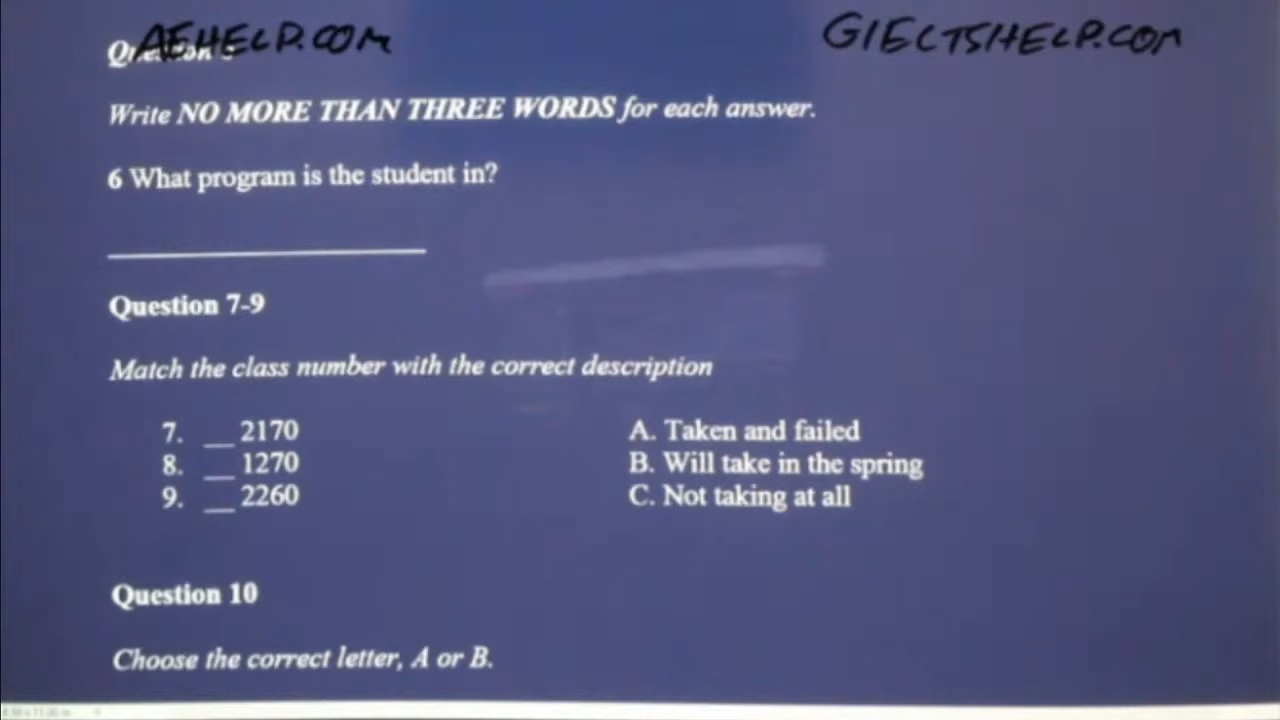 AEHELP.COM
GIELTSHELP.COM
Write NO MORE THAN THREE WORDS for each answer.
6 What program is the student in?
Question 7-9
Match the class number with the correct description
7. __ 2170 A. Taken and failed
8. __ 1270 B. Will take in the spring
9. __ 2260 C. Not taking at all
Question 10
Choose the correct letter, A or B.